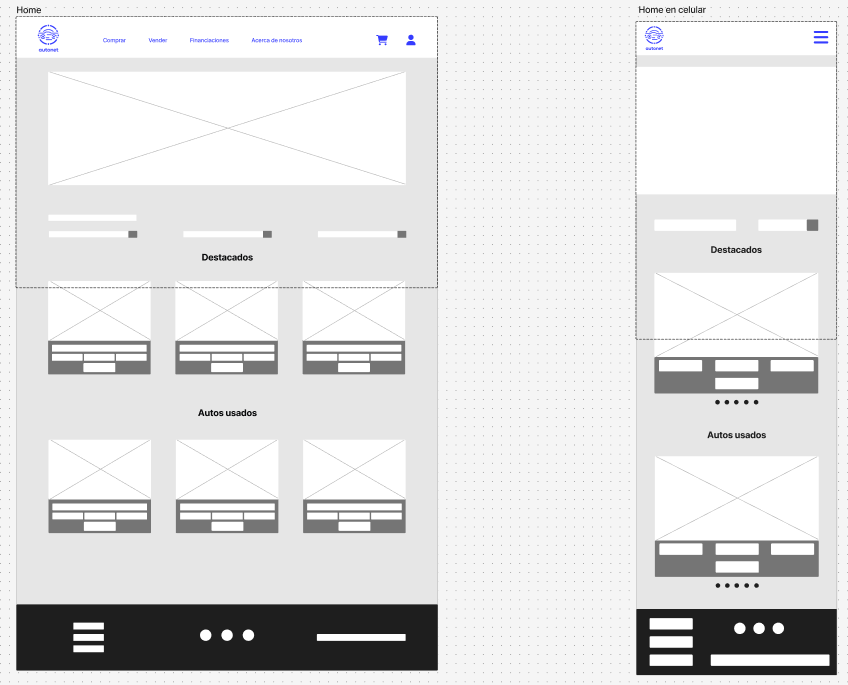 Home
Home en celular
autonet
Comprar
Vender
Financiaciones
Acerca de nosotros
autonet
Destacados
Destacados
Autos usados
Autos usados